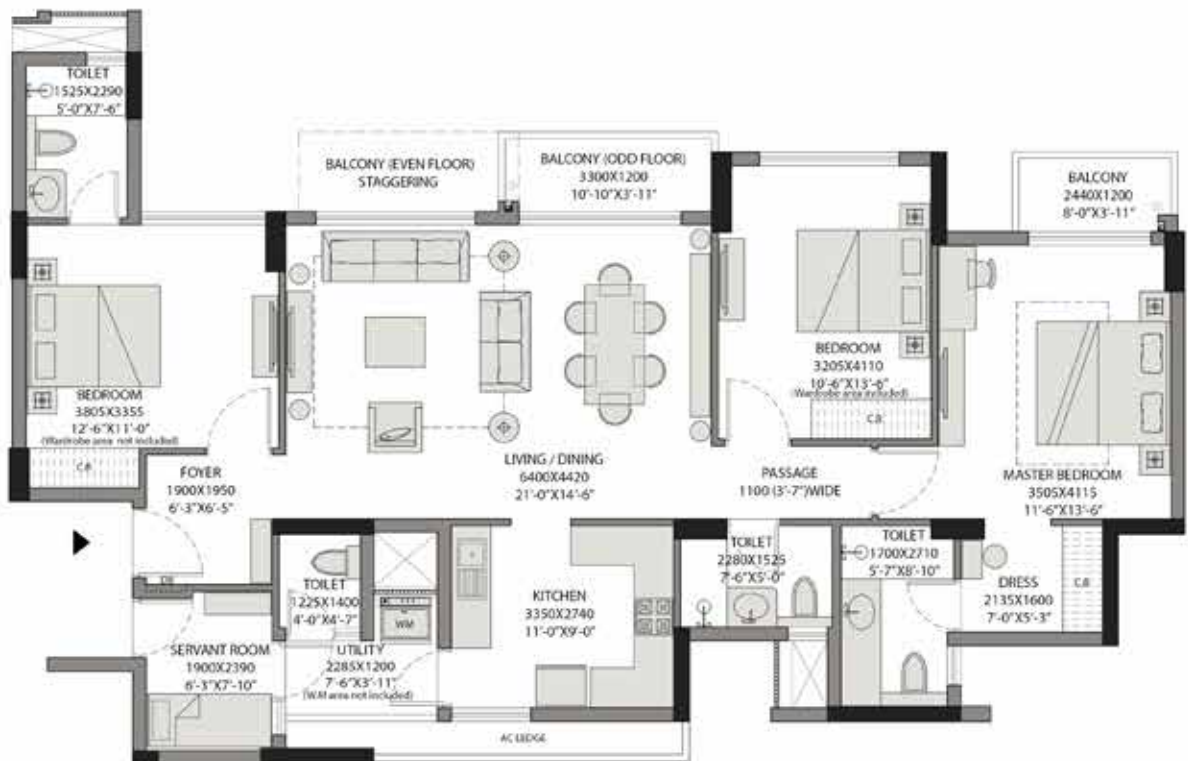 TOILET
1525X2290
5'-0"X7'-6"
BALCONY (EVEN FLOOR)
STAGGERING
BALCONY (ODD FLOOR)
3300X1200
10'-10"X3'-11"
BALCONY
2440X1200
8'-0"X3'-11"
BEDROOM
3805X3355
12'-6"X11'-0"
(Wardrobe area not included)
C.B
BEDROOM
3205X4110
10'-6"X13'-6"
(Wardrobe area included)
C.B
FOYER
1900X1950
6'-3"X6'-5"
LIVING / DINING
6400X4420
21'-0"X14'-6"
PASSAGE
1100 (3'-7")WIDE
MASTER BEDROOM
3505X4115
11'-6"X13'-6"
TOILET
1225X1400
4'-0"X4'-7"
WM
KITCHEN
3350X2740
11'-0"X9'-0"
TOILET
2280X1525
7'-6"X5'-0"
TOILET
1700X2710
5'-7"X8'-10"
DRESS
2135X1600
7'-0"X5'-3"
C.B
SERVANT ROOM
1900X2390
6'-3"X7'-10"
UTILITY
2285X1200
7'-6"X3'-11"
(W.M area not included)
AC LEDGE